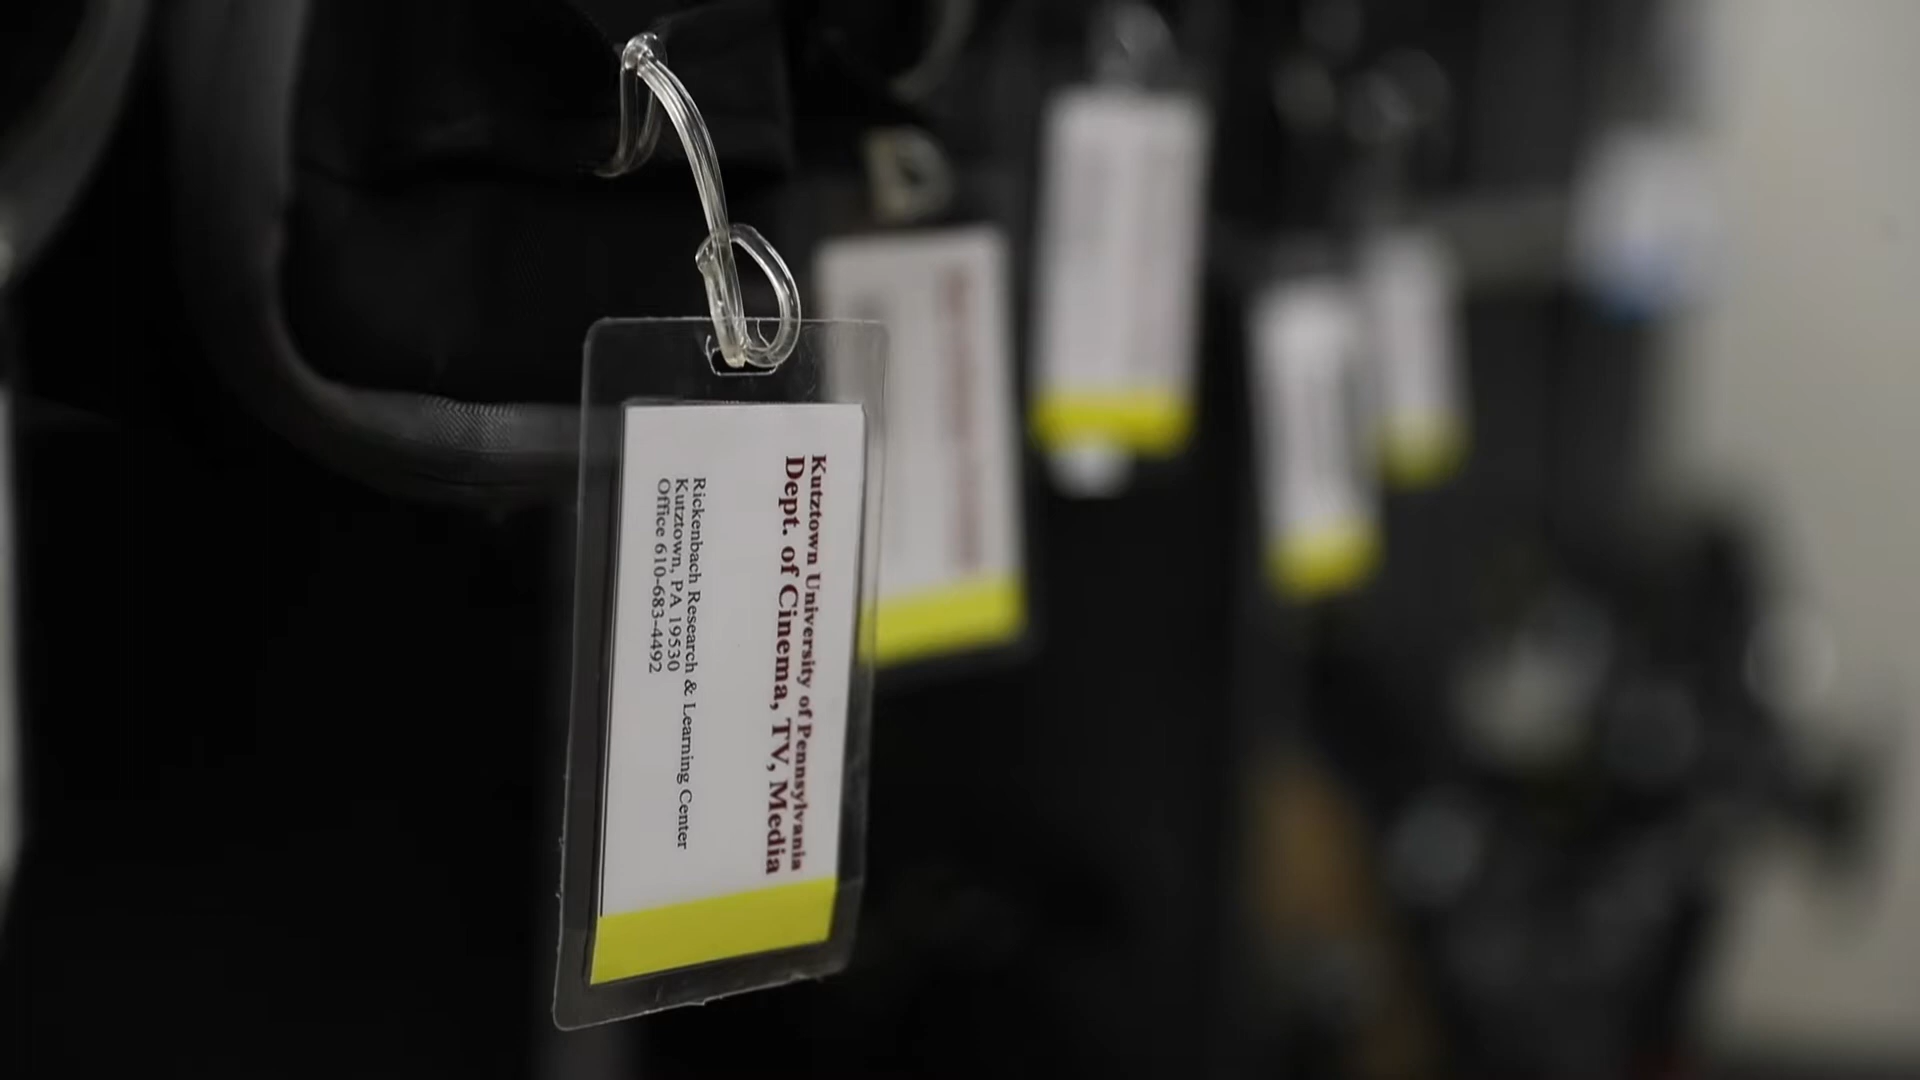 Kutztown University of Pennsylvania
Dept. of Cinema, TV, Media
Rickenbach Research & Learning Center
Kutztown, PA 19530
Office 610-683-4492